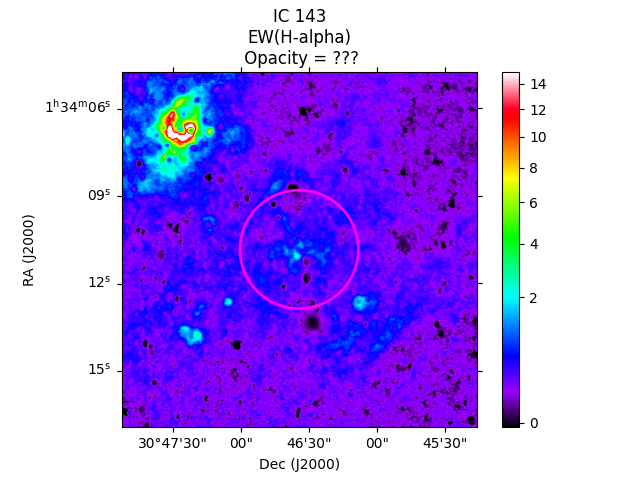 IC 143
EW(H-alpha)
Opacity = ???
1ʰ34ᵐ06ˢ
09ˢ
12ˢ
15ˢ
RA (J2000)
30°47'30" 00" 46'30" 00" 45'30"
Dec (J2000)
14
12
10
8
6
4
2
0